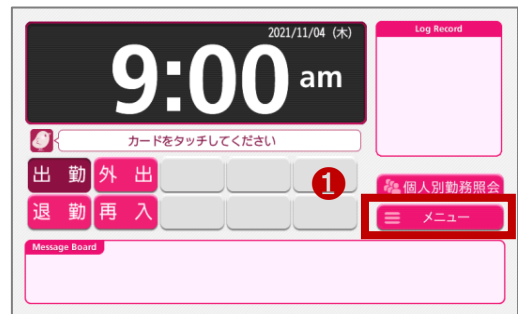 2021/11/04 (木)
9:00 am
Log Record
カードをタッチしてください
出 勤 外 出
❶
個人別勤務照会
退 勤 再 入
メニュー
Message Board